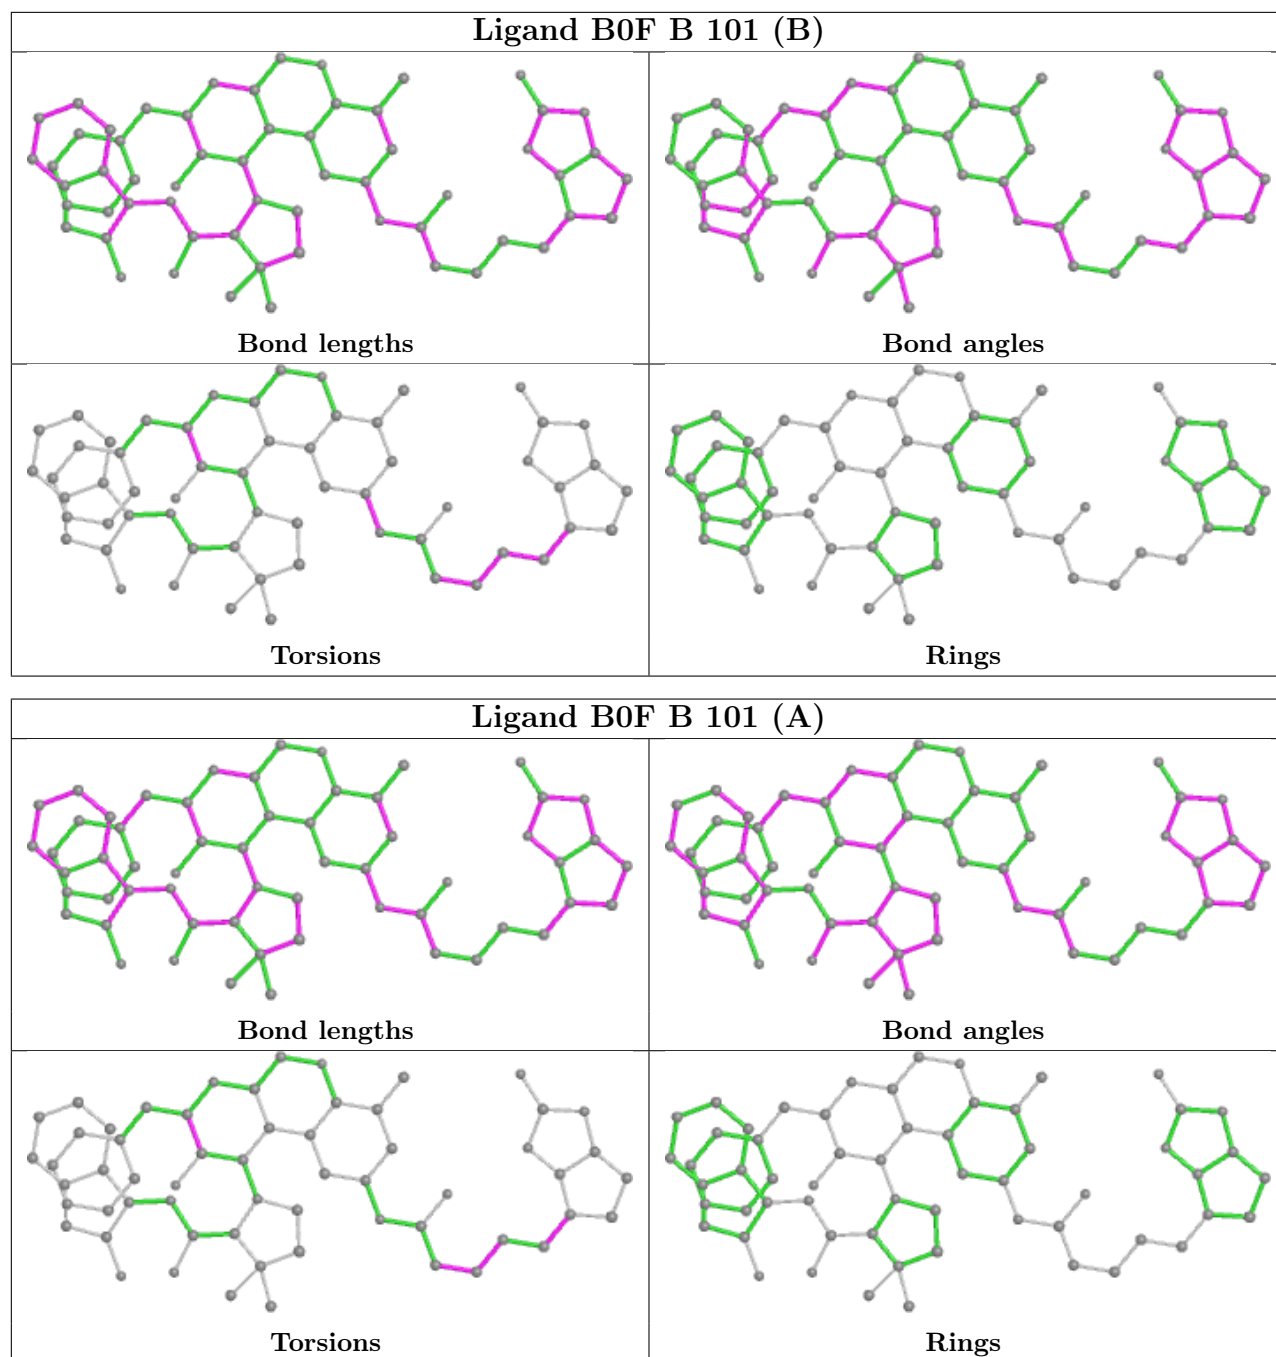 Ligand B0F B 101 (B)
Bond lengths
Bond angles
Torsions
Rings
Ligand B0F B 101 (A)
Bond lengths
Bond angles
Torsions
Rings